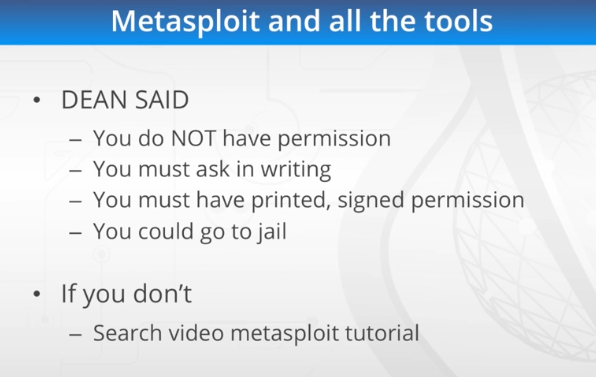 Metasploit and all the tools
• DEAN SAID
– You do NOT have permission
– You must ask in writing
– You must have printed, signed permission
– You could go to jail
• If you don't
– Search video metasploit tutorial